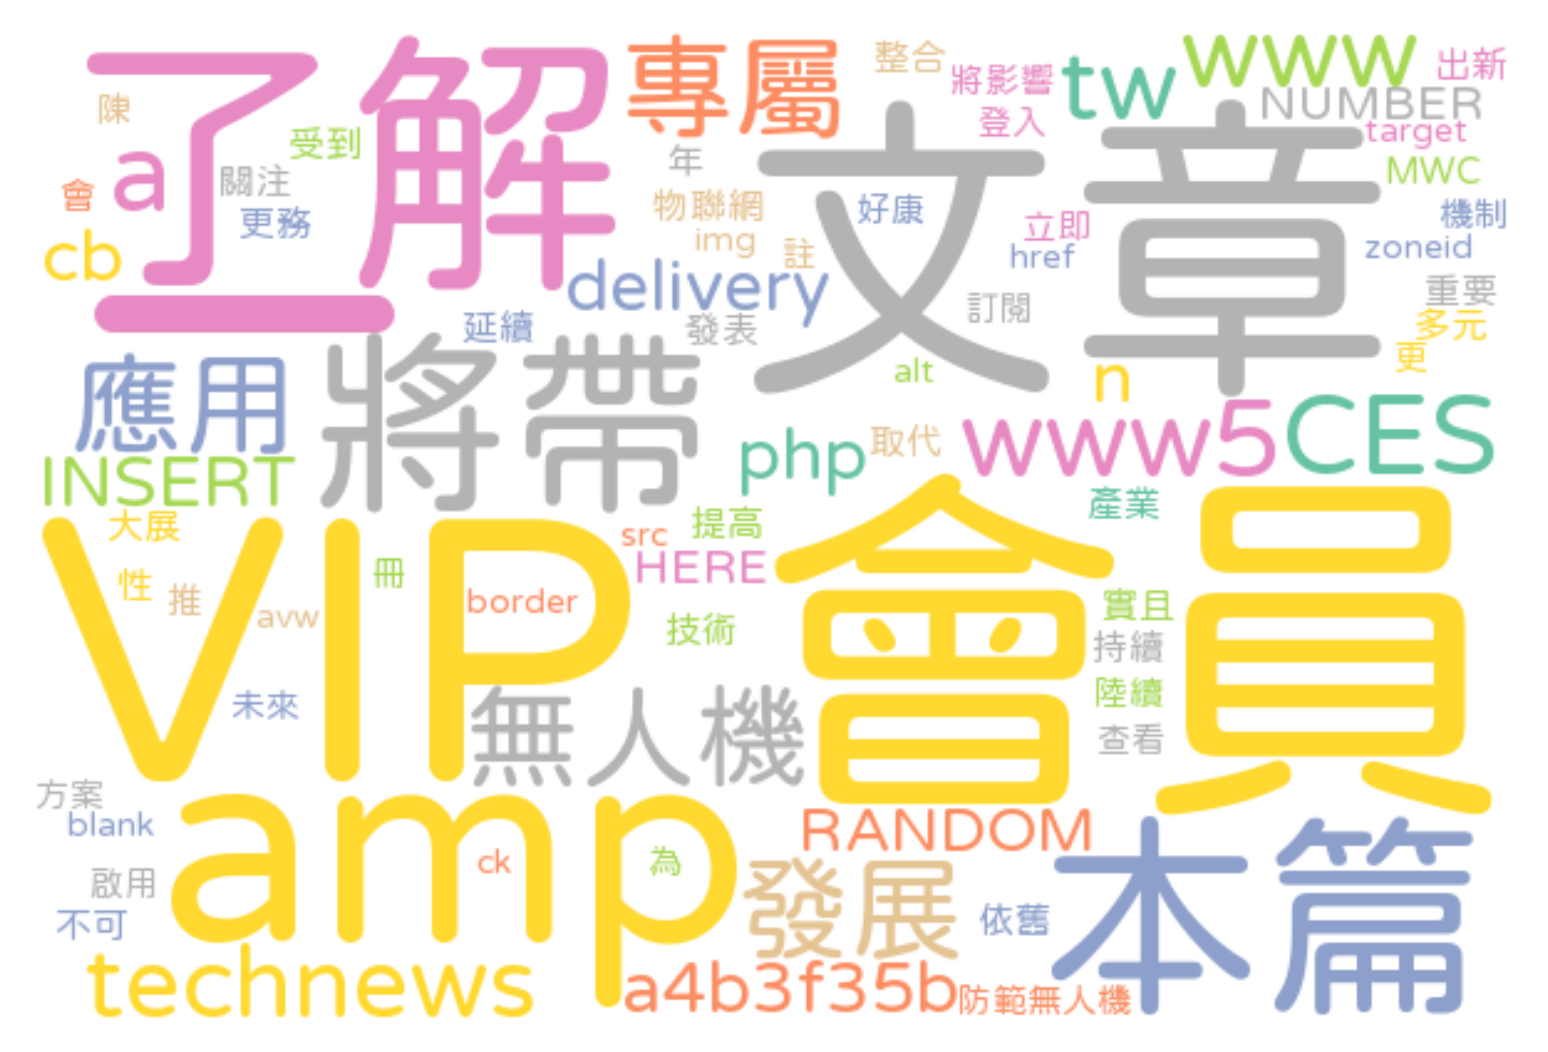 了解一
專屬
整合
將影響
tw
www
出新
登入
NUMBER
target
MWC
陳
a
受到
關注
會
更務
cb
年
物聯網
img
註
文章
好康
立即
href
機制
zoneid
重要
多元
更
delivery
延續
發表
訂閱
alt
n
應用
將帶
php
取代
www5
CES
INSERT
大展
src
提高
HERE
產業
VIP
會員
性
推
avw
冊
border
技術
實且
持續
陸續
查看
未來
無人機
方案
blank
amp
ck
為
RANDOM
啟用
不可
發展
依舊
本篇
technews
a4b3f35b
防範無人機